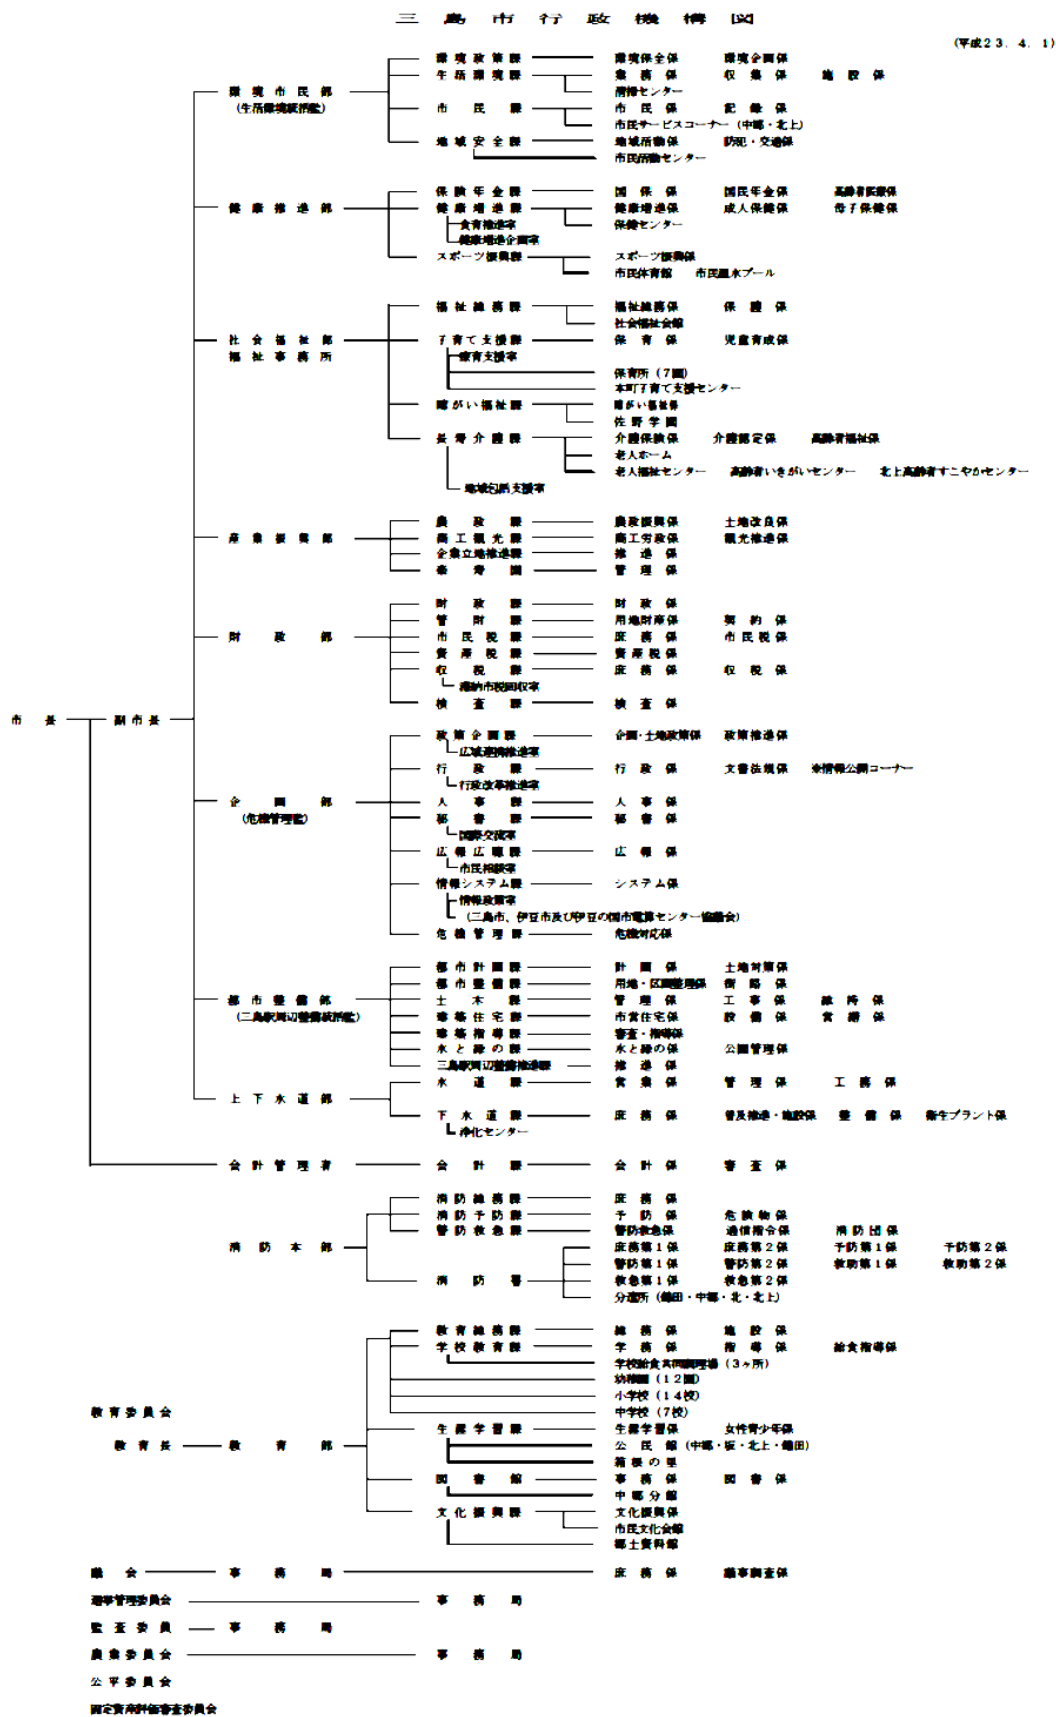 三島市行政機構図
(平成23.4.1)
環境政策課 環境保全係 環境企画係
生活環境課 業務係 収集係 施設係
環境市民部 清掃センター
(生活環境統括監) 市民課 市民係 記録係
市民サービスコーナー(中郷・北上)
地域安全課 地域活動係 防犯・交通係
市民活動センター
保険年金課 国保係 国民年金係 高齢者医療係
健康推進部 健康増進課 健康増進係 成人保健係 母子保健係
食育推進室 保健センター
健康増進企画室
スポーツ振興課 スポーツ振興係
市民体育館 市民温水プール
福祉総務課 福祉総務係 保護係
社会福祉会館
社会福祉部 子育て支援課 保育係 児童育成係
福祉事務所 療育支援室
保育所(7園)
本町子育て支援センター
障がい福祉課 障がい福祉係
佐野学園
長寿介護課 介護保険係 介護認定係 高齢者福祉係
老人ホーム
老人福祉センター 高齢者いきがいセンター 北上高齢者すこやかセンター
地域包括支援室
農政課 農政振興係 土地改良係
産業振興部 商工観光課 商工労政係 観光推進係
企業立地推進課 推進係
楽寿園 管理係
財政課 財政係
管財課 用地財産係 契約係
財政部 市民税課 庶務係 市民税係
資産税課 資産税係
収税課 庶務係 収税係
滞納市税回収室
検査課 検査係
市長 副市長
政策企画課 企画・土地政策係 政策推進係
広域連携推進室
行政課 行政係 文書法規係 ※情報公開コーナー
行政改革推進室
企画部 人事課 人事係
(危機管理監) 秘書課 秘書係
国際交流室
広報広聴課 広報係
市民相談室
情報システム課 システム係
情報政策室
(三島市、伊豆市及び伊豆の国市電算センター協議会)
危機管理課 危機対応係
都市計画課 計画係 土地対策係
都市整備課 用地・区画整理係 街路係
都市整備部 土木課 管理係 工事係 維持係
(三島駅周辺整備統括監) 建築住宅課 市営住宅係 設備係 営繕係
建築指導課 審査・指導係
水と緑の課 水と緑の係 公園管理係
三島駅周辺整備推進課 推進係
水道課 営業係 管理係 工務係
上下水道部
下水道課 庶務係 普及推進・施設係 整備係 衛生プラント係
浄化センター
会計管理者 会計課 会計係 審査係
消防総務課 庶務係
消防予防課 予防係 危険物係
警防救急課 警防救急係 通信指令係 消防団係
消防本部 庶務第1係 庶務第2係 予防第1係 予防第2係
警防第1係 警防第2係 救助第1係 救助第2係
消防署 救急第1係 救急第2係
分遣所(錦田・中郷・北・北上)
教育総務課 総務係 施設係
学校教育課 学務係 指導係 給食指導係
学校給食共同調理場(3ヶ所)
幼稚園(12園)
小学校(14校)
教育委員会 中学校(7校)
生涯学習課 生涯学習係 女性青少年係
教育長 教育部 公民館(中郷・坂・北上・錦田)
箱根の里
図書館 事務係 図書係
中郷分館
文化振興課 文化振興係
市民文化会館
郷土資料館
議会 事務局 庶務係 議事調査係
選挙管理委員会 事務局
監査委員 事務局
農業委員会 事務局
公平委員会
固定資産評価審査委員会